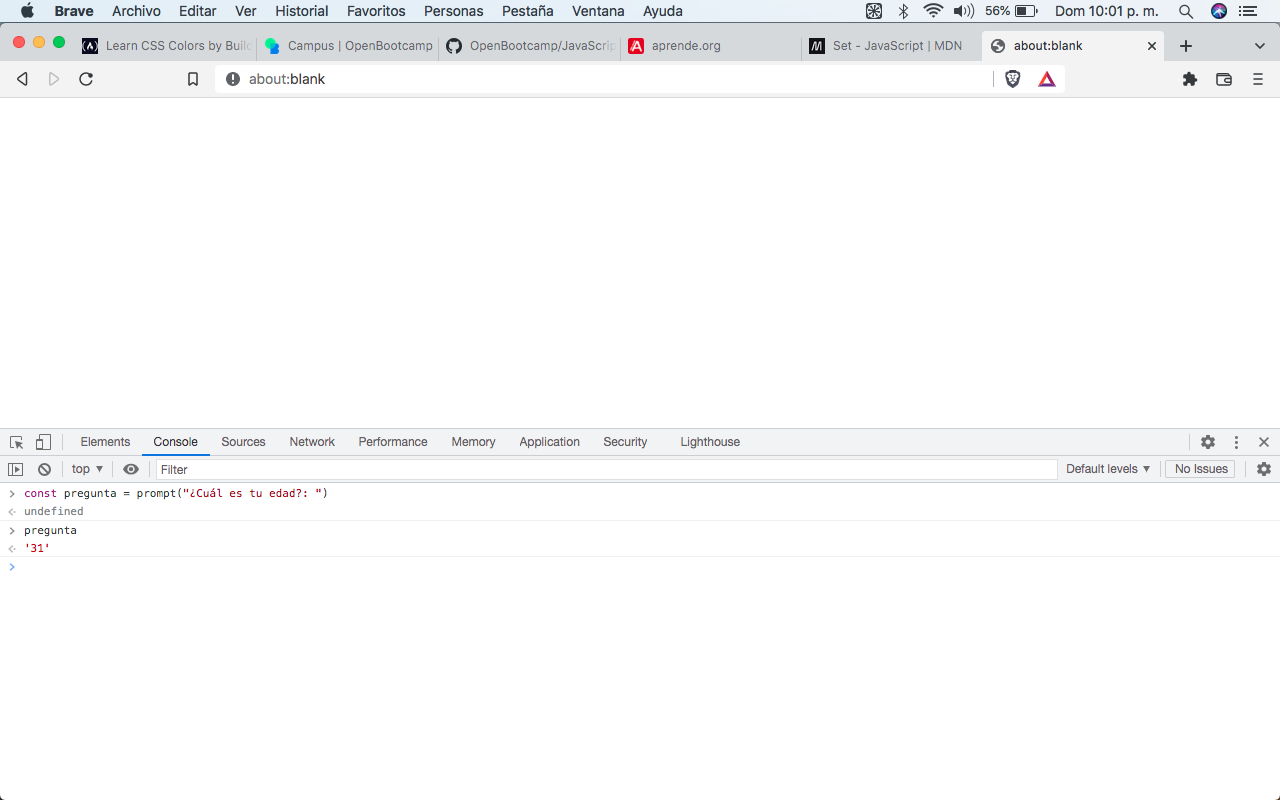 Brave Archivo Editar Ver Historial Favoritos Personas Pestaña Ventana Ayuda 56% Dom 10:01 p. m.
Learn CSS Colors by Buil Campus | OpenBootcamp OpenBootcamp/JavaScrip aprende.org Set - JavaScript | MDN about:blank
about:blank
Elements Console Sources Network Performance Memory Application Security Lighthouse
top Filter Default levels No Issues
const pregunta = prompt("¿Cuál es tu edad?: ")
undefined
pregunta
'31'